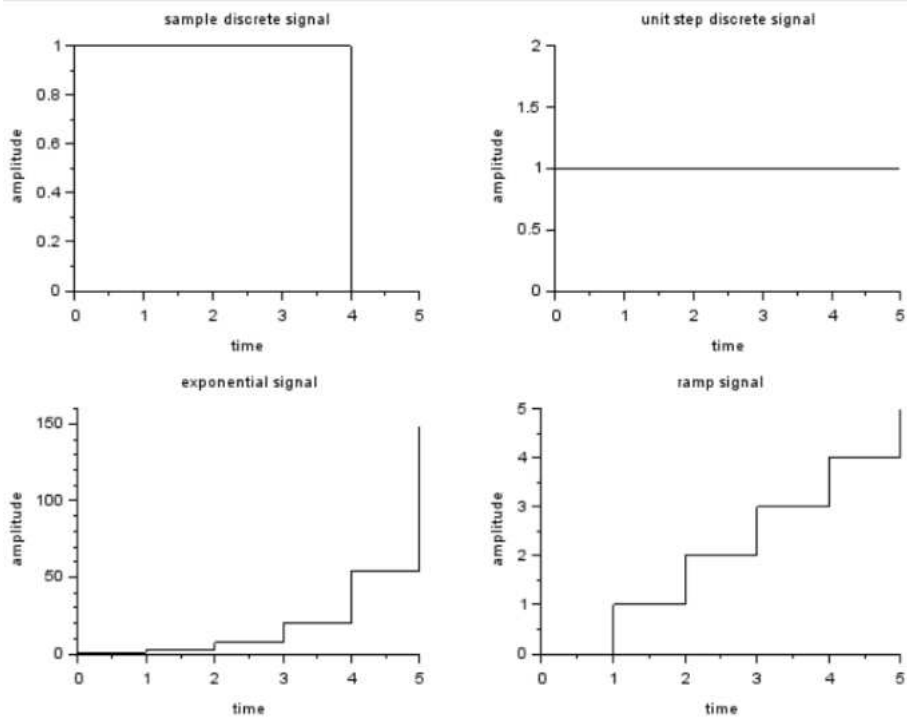 sample discrete signal
amplitude
1
0.8
0.6
0.4
0.2
0
0 1 2 3 4 5
time
unit step discrete signal
amplitude
2
1.5
1
0.5
0
0 1 2 3 4 5
time
exponential signal
amplitude
150
100
50
0
0 1 2 3 4 5
time
ramp signal
amplitude
5
4
3
2
1
0
0 1 2 3 4 5
time